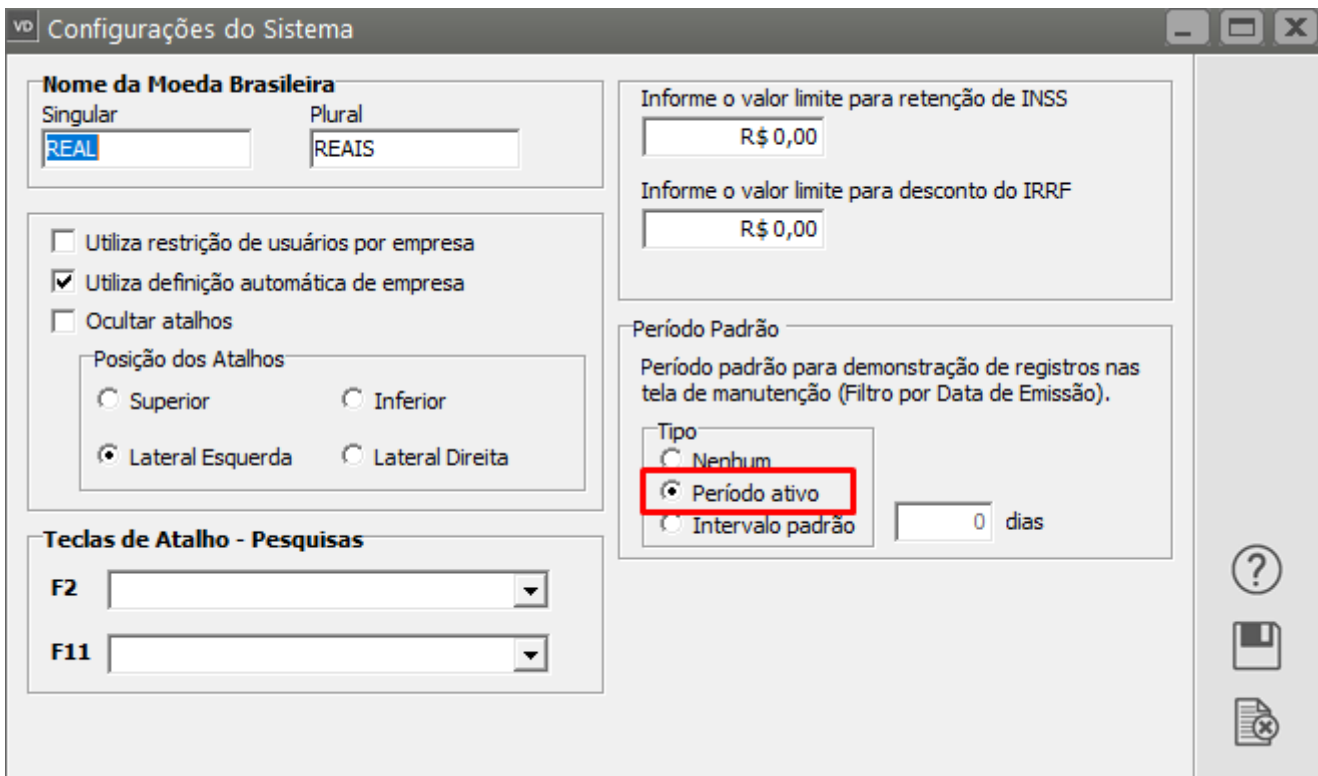 VD Configurações do Sistema
Nome da Moeda Brasileira
Singular Plural
REAL REAIS
Utiliza restrição de usuários por empresa
Utiliza definição automática de empresa
Ocultar atalhos
Posição dos Atalhos
Superior Inferior
Lateral Esquerda Lateral Direita
Teclas de Atalho - Pesquisas
F2
F11
Informe o valor limite para retenção de INSS
R$ 0,00
Informe o valor limite para desconto do IRRF
R$ 0,00
Período Padrão
Período padrão para demonstração de registros nas
tela de manutenção (Filtro por Data de Emissão).
Tipo
Nenhum
Período ativo
Intervalo padrão 0 dias